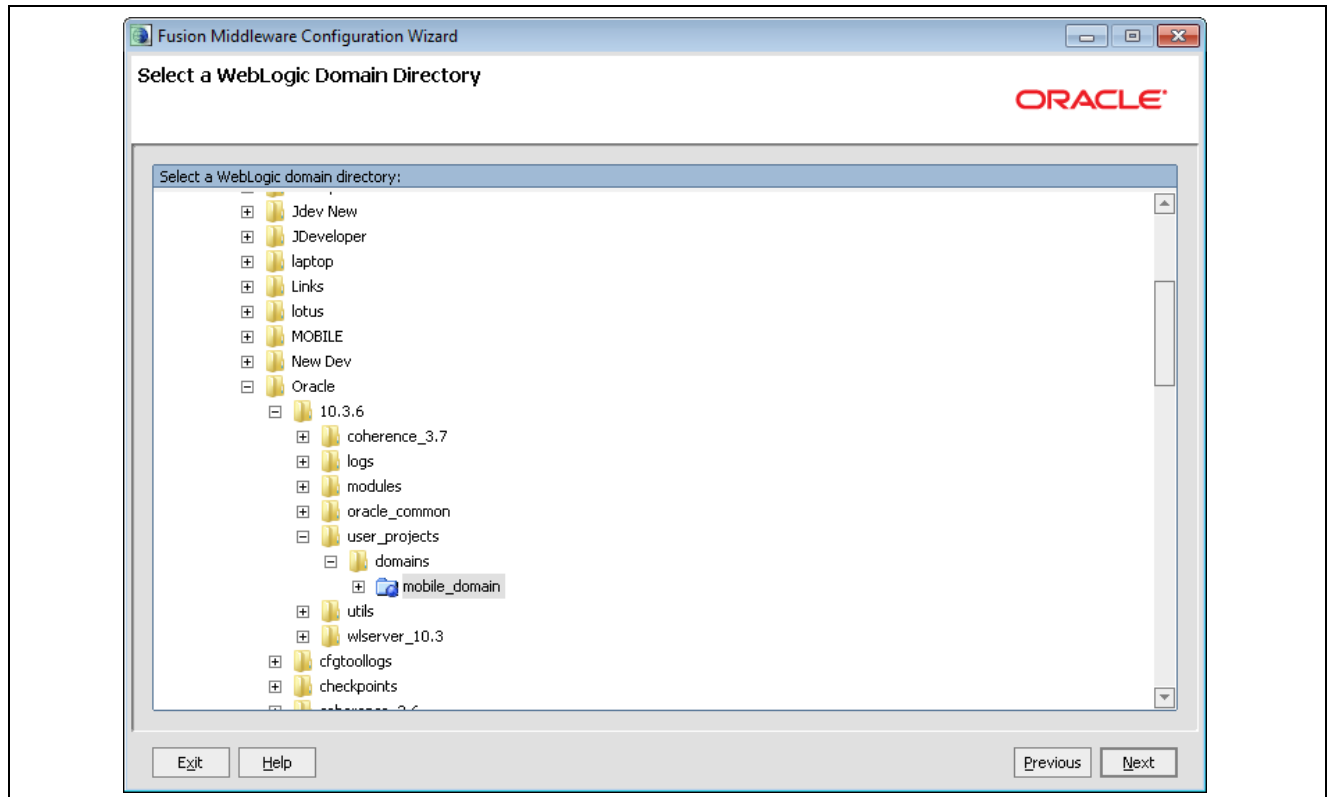 Fusion Middleware Configuration Wizard
Select a WebLogic Domain Directory
ORACLE
Select a WebLogic domain directory:
Jdev New
JDeveloper
laptop
Links
lotus
MOBILE
New Dev
Oracle
10.3.6
coherence_3.7
logs
modules
oracle_common
user_projects
domains
mobile_domain
utils
wlserver_10.3
cfgtoollogs
checkpoints
Exit Help Previous Next